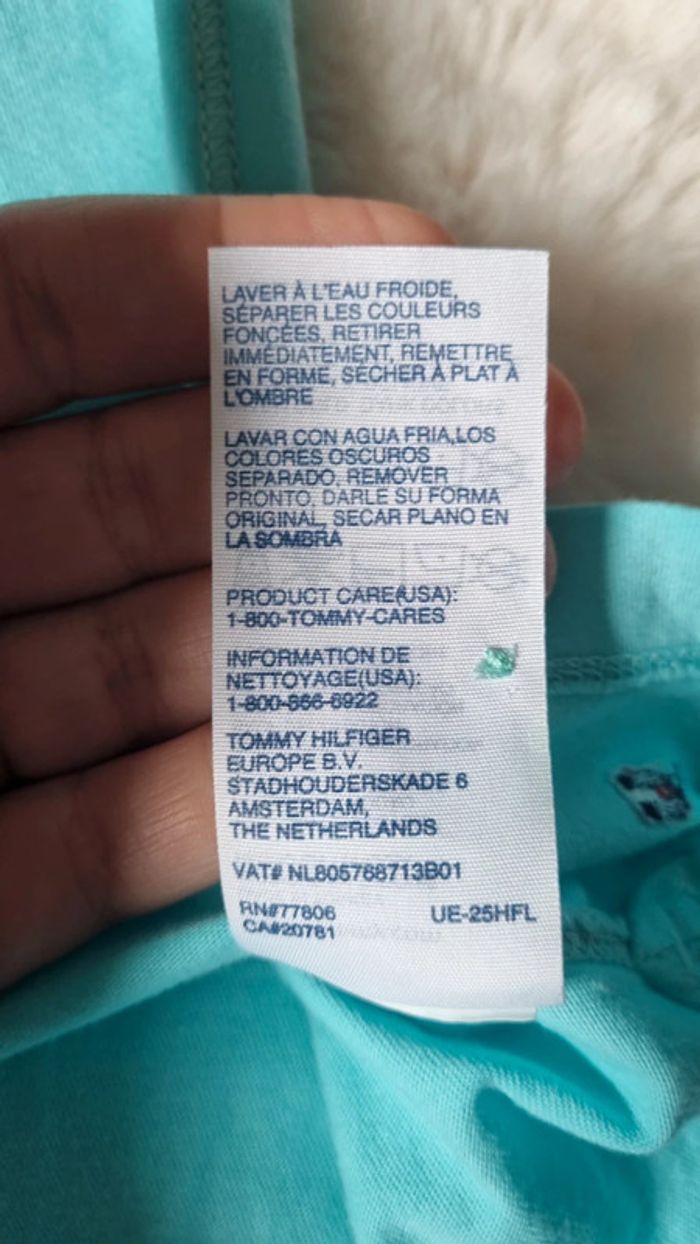 LAVER À L'EAU FROIDE,
SÉPARER LES COULEURS
FONCÉES, RETIRER
IMMÉDIATEMENT, REMETTRE
EN FORME, SÉCHER À PLAT À
L'OMBRE
LAVAR CON AGUA FRIA,LOS
COLORES OSCUROS
SEPARADO, REMOVER
PRONTO, DARLE SU FORMA
ORIGINAL, SECAR PLANO EN
LA SOMBRA
PRODUCT CARE(USA):
1-800-TOMMY-CARES
INFORMATION DE
NETTOYAGE(USA):
1-800-866-6922
TOMMY HILFIGER
EUROPE B.V.
STADHOUDERSKADE 6
AMSTERDAM,
THE NETHERLANDS
VAT# NL805768713B01
RN#77806 UE-25HFL
CA#20781